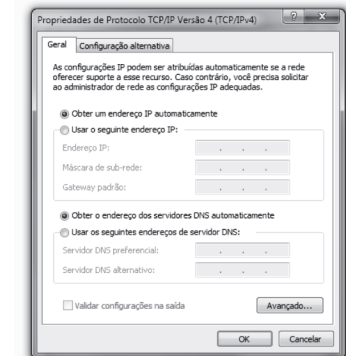 Propriedades de Protocolo TCP/IP Versão 4 (TCP/IPv4)
Geral
Configuração alternativa
As configurações IP podem ser atribuídas automaticamente se a rede
oferecer suporte a esse recurso. Caso contrário, você precisa solicitar
ao administrador de rede as configurações IP adequadas.
Obter um endereço IP automaticamente
Usar o seguinte endereço IP:
Endereço IP:
Máscara de sub-rede:
Gateway padrão:
Obter o endereço dos servidores DNS automaticamente
Usar os seguintes endereços de servidor DNS:
Servidor DNS preferencial:
Servidor DNS alternativo:
Validar configurações na saída
Avançado...
OK
Cancelar